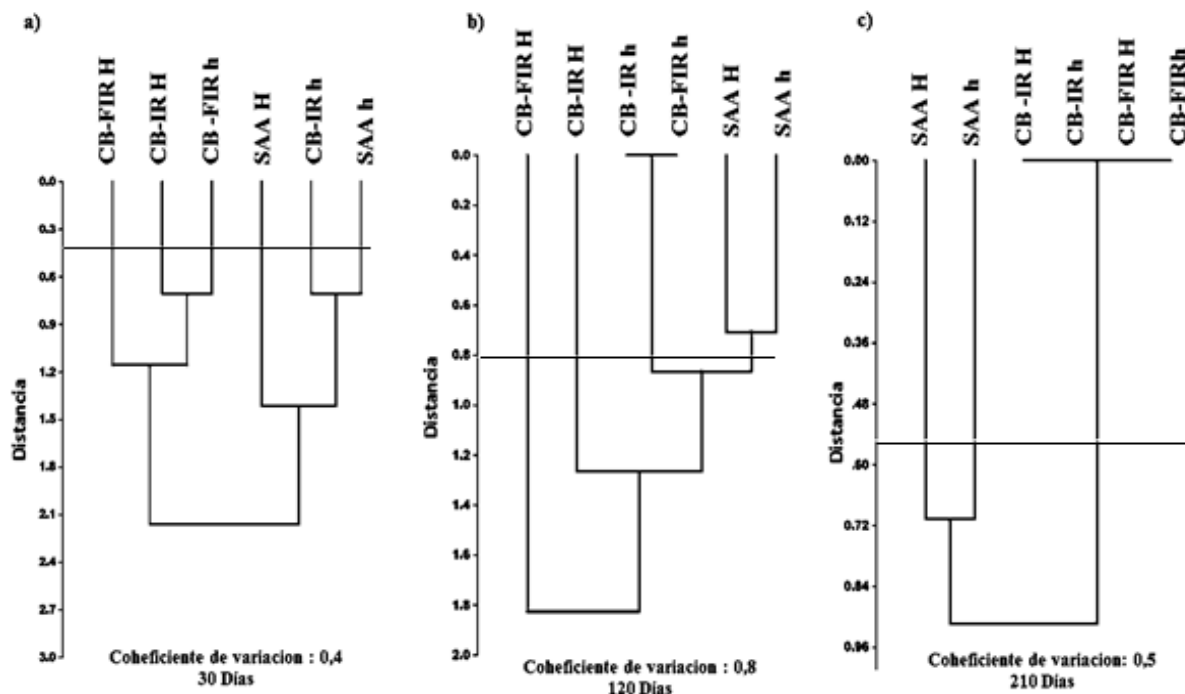 a)
CB-FIR H
CB-IR H
CB -FIR h
SAA H
CB-IR h
SAA h
0.0
0.3
0.6
0.9
1.2
1.5
1.8
2.1
2.4
2.7
3.0
Distancia
Coheficiente de variacion : 0,4
30 Días
b)
CB-FIR H
CB-IR H
CB -IR h
CB-FIR h
SAA H
SAA h
0.0
0.2
0.4
0.6
0.8
1.0
1.2
1.4
1.6
1.8
2.0
Distancia
Coheficiente de variacion : 0,8
120 Días
c)
SAA H
SAA h
CB -IR H
CB-IR h
CB-FIR H
CB-FIRh
0.00
0.12
0.24
0.36
.48
.60
0.72
0.84
0.96
Distancia
Coheficiente de variacion: 0,5
210 Días